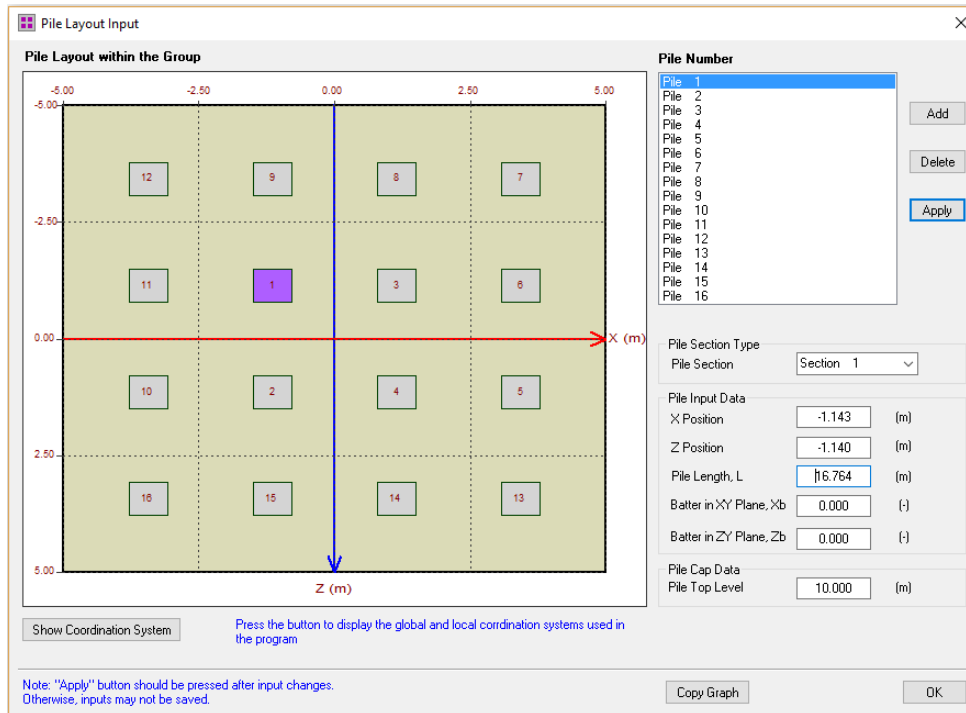 Pile Layout Input
Pile Layout within the Group
-5.00 -2.50 0.00 2.50 5.00
-5.00
12 9 8 7
-2.50
11 1 3 6
0.00 X (m)
10 2 4 5
2.50
16 15 14 13
5.00
Z (m)
Show Coordination System
Press the button to display the global and local corrdination systems used in
the program
Pile Number
Pile 1
Pile 2
Pile 3
Pile 4
Pile 5
Pile 6
Pile 7
Pile 8
Pile 9
Pile 10
Pile 11
Pile 12
Pile 13
Pile 14
Pile 15
Pile 16
Add
Delete
Apply
Pile Section Type
Pile Section Section 1
Pile Input Data
X Position -1.143 (m)
Z Position -1.140 (m)
Pile Length, L 16.764 (m)
Batter in XY Plane, Xb 0.000 (-)
Batter in ZY Plane, Zb 0.000 (-)
Pile Cap Data
Pile Top Level 10.000 (m)
Note: "Apply" button should be pressed after input changes.
Otherwise, inputs may not be saved.
Copy Graph
OK